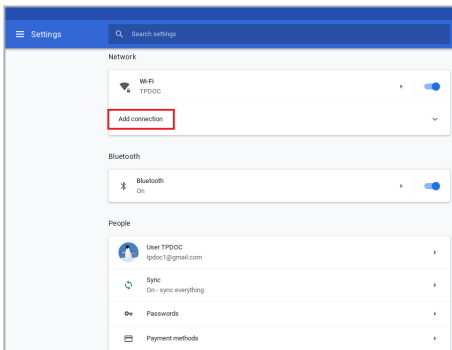 Settings
Search settings
Network
Wi-Fi
TPDOC
Add connection
Bluetooth
Bluetooth
On
People
User TPDOC
tpdoc1@gmail.com
Sync
On - sync everything
Passwords
Payment methods